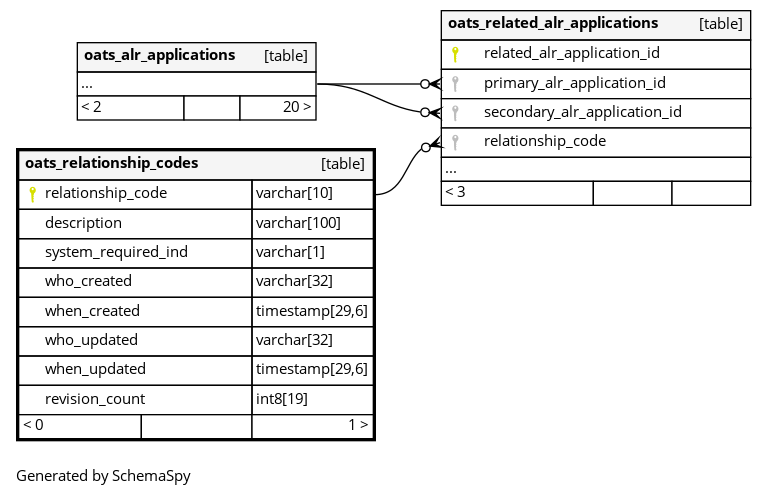 oats_alr_applications [table]
...
< 2 20 >
oats_related_alr_applications [table]
related_alr_application_id
primary_alr_application_id
secondary_alr_application_id
relationship_code
...
< 3
oats_relationship_codes [table]
relationship_code varchar[10]
description varchar[100]
system_required_ind varchar[1]
who_created varchar[32]
when_created timestamp[29,6]
who_updated varchar[32]
when_updated timestamp[29,6]
revision_count int8[19]
< 0 1 >
Generated by SchemaSpy